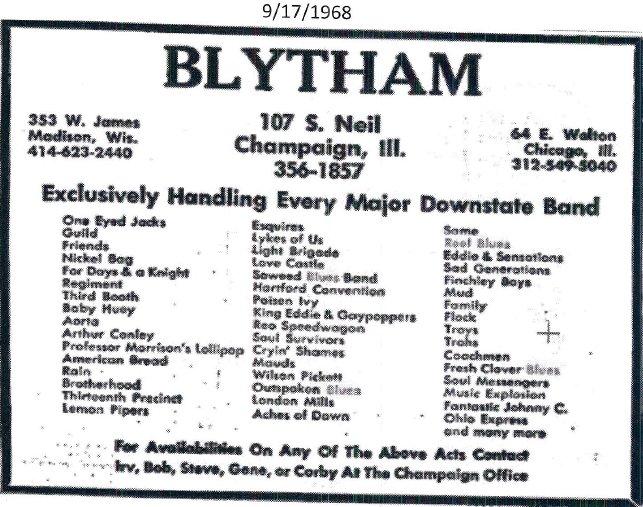 9/17/1968
BLYTHAM
353 W. James
Madison, Wis.
414-623-2440
107 S. Neil
Champaign, Ill.
356-1857
64 E. Walton
Chicago, Ill.
312-549-5040
Exclusively Handling Every Major Downstate Band
One Eyed Jacks
Guild
Friends
Nickel Bag
For Days & a Knight
Regiment
Third Booth
Baby Huey
Aorta
Arthur Conley
Professor Morrison's Lollipop
American Bread
Rain
Brotherhood
Thirteenth Precinct
Lemon Pipers
Esquires
Lykes of Us
Light Brigade
Love Castle
Seaweed Blues Band
Hartford Convention
Poison Ivy
King Eddie & Gaypoppers
Reo Speedwagon
Soul Survivors
Cryin' Shames
Mauds
Wilson Pickett
Outspoken Blues
London Mills
Aches of Dawn
Same
Reel Blues
Eddie & Sensations
Sad Generations
Finchley Boys
Mud
Family
Flock
Troys
Trohs
Coachmen
Fresh Clover Blues
Soul Messengers
Music Explosion
Fantastic Johnny C.
Ohio Express
and many more
For Availabilities On Any Of The Above Acts Contact
Irv, Bob, Steve, Gene, or Corby At The Champaign Office